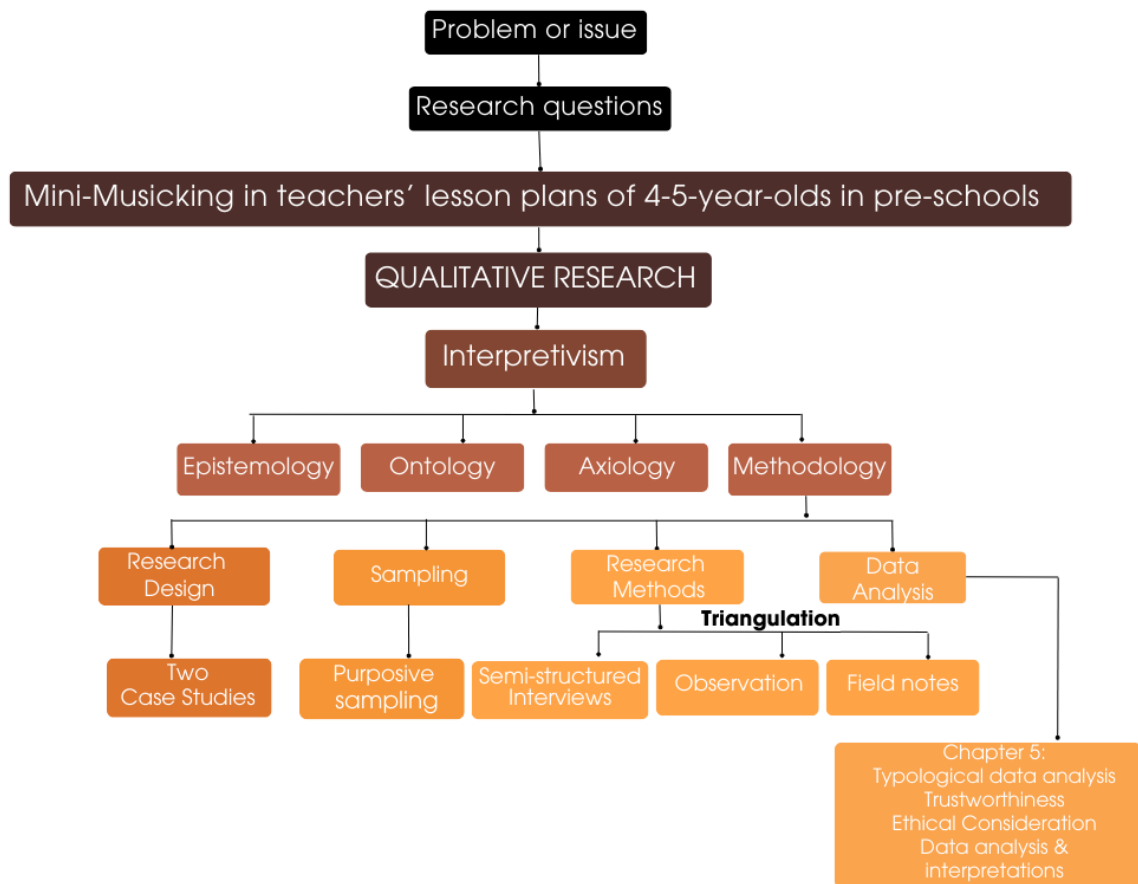 Problem or issue
Research questions
Mini-Musicking in teachers' lesson plans of 4-5-year-olds in pre-schools
QUALITATIVE RESEARCH
Interpretivism
Epistemology
Ontology
Axiology
Methodology
Research
Design
Sampling
Research
Methods
Data
Analysis
Triangulation
Two
Case Studies
Purposive
sampling
Semi-structured
Interviews
Observation
Field notes
Chapter 5:
Typological data analysis
Trustworthiness
Ethical Consideration
Data analysis &
interpretations